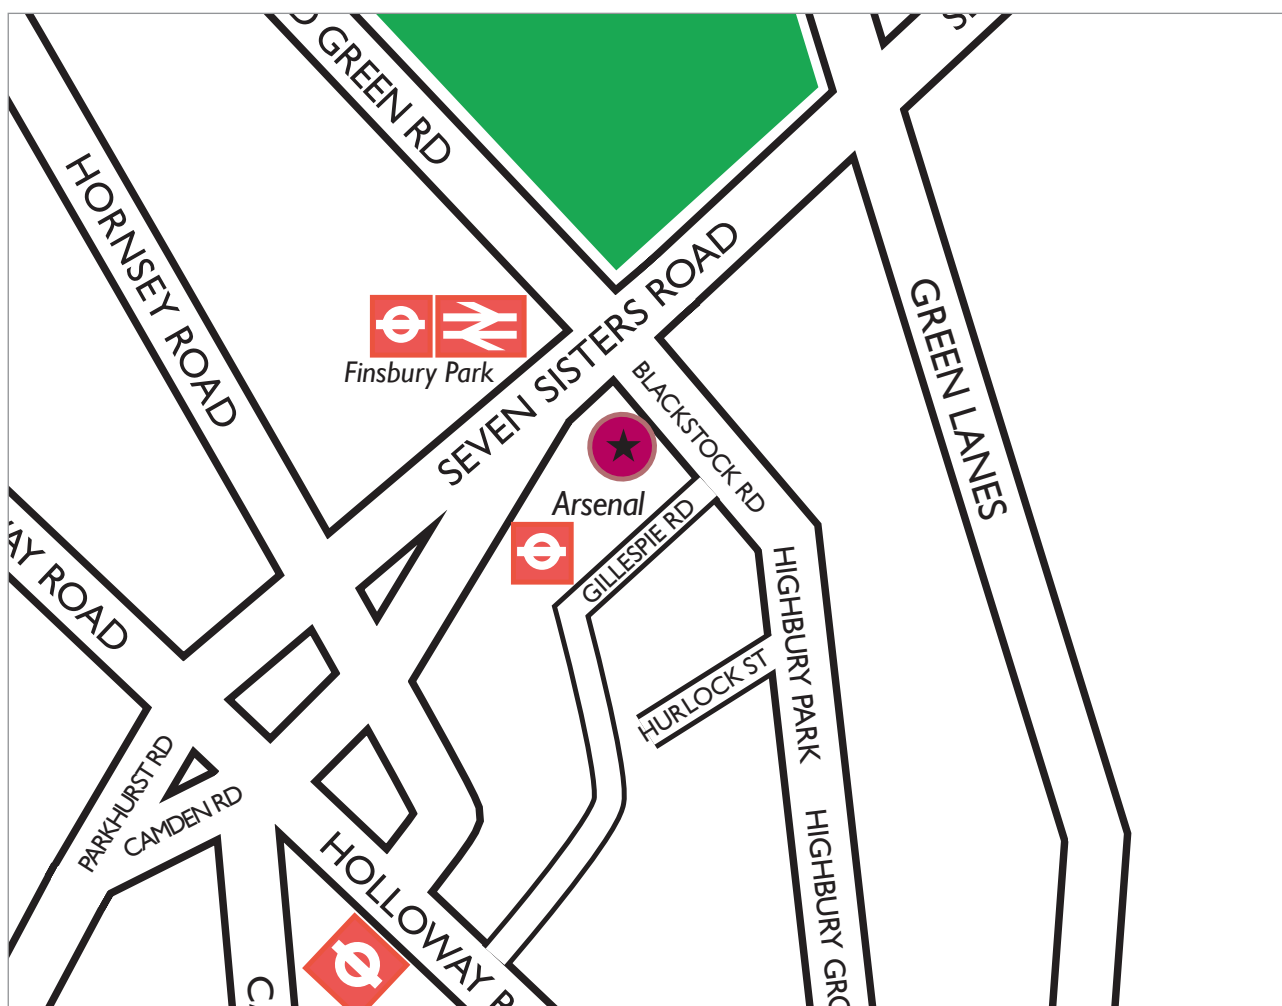 GREEN RD
HORNSEY ROAD
SEVEN SISTERS ROAD
Finsbury Park
BLACKSTOCK RD
GREEN LANES
Arsenal
GILLESPIE RD
ROAD
HIGHBURY PARK
HURLOCK ST
PARKHURST RD
CAMDEN RD
HOLLOWAY
HIGHBURY